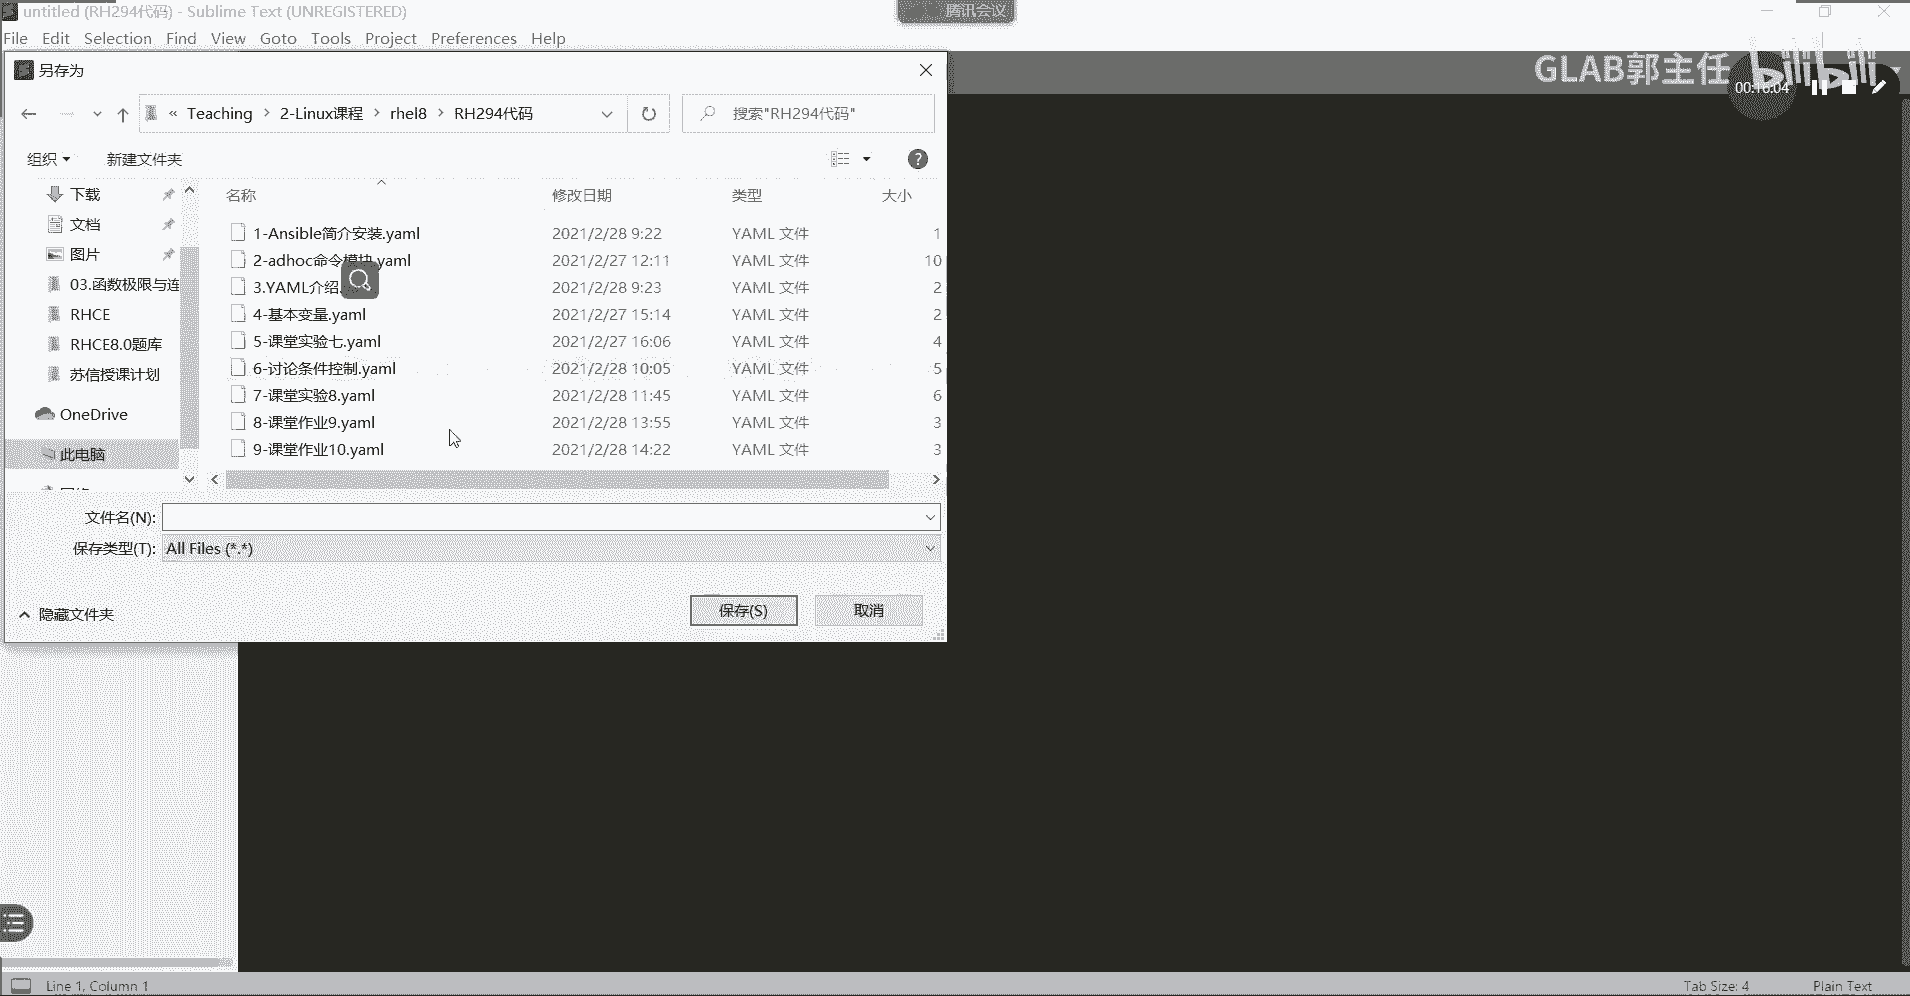 untitled (RH294代码) - Sublime Text (UNREGISTERED)
腾讯会议
File Edit Selection Find View Goto Tools Project Preferences Help
另存为
GLAB郭主任 bilibili
00:16:04
« Teaching › 2-Linux课程 › rhel8 › RH294代码
搜索"RH294代码"
组织 新建文件夹
下载
文档
图片
03.函数极限与连
RHCE
RHCE8.0题库
苏信授课计划
OneDrive
此电脑
名称 修改日期 类型 大小
1-Ansible简介安装.yaml 2021/2/28 9:22 YAML 文件 1
2-adhoc命令模块.yaml 2021/2/27 12:11 YAML 文件 10
3.YAML介绍. 2021/2/28 9:23 YAML 文件 2
4-基本变量.yaml 2021/2/27 15:14 YAML 文件 2
5-课堂实验七.yaml 2021/2/27 16:06 YAML 文件 4
6-讨论条件控制.yaml 2021/2/28 10:05 YAML 文件 5
7-课堂实验8.yaml 2021/2/28 11:45 YAML 文件 6
8-课堂作业9.yaml 2021/2/28 13:55 YAML 文件 3
9-课堂作业10.yaml 2021/2/28 14:22 YAML 文件 3
文件名(N):
保存类型(T): All Files (*.*)
隐藏文件夹
保存(S) 取消
Line 1, Column 1
Tab Size: 4 Plain Text